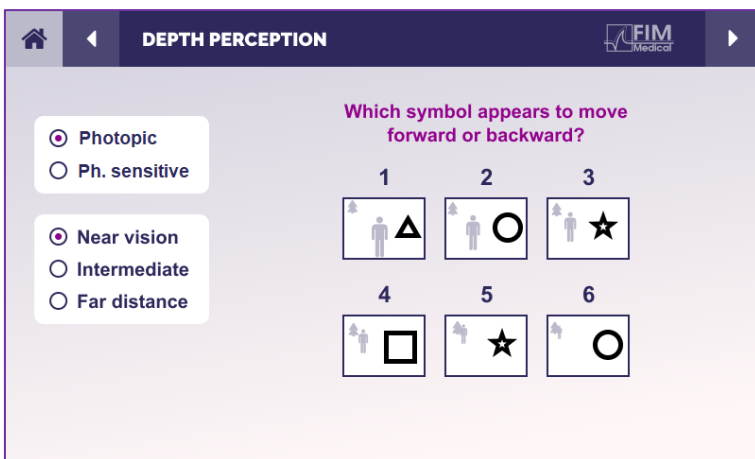 DEPTH PERCEPTION
FIM
Medical
Photopic
Ph. sensitive
Near vision
Intermediate
Far distance
Which symbol appears to move
forward or backward?
1 2 3
4 5 6